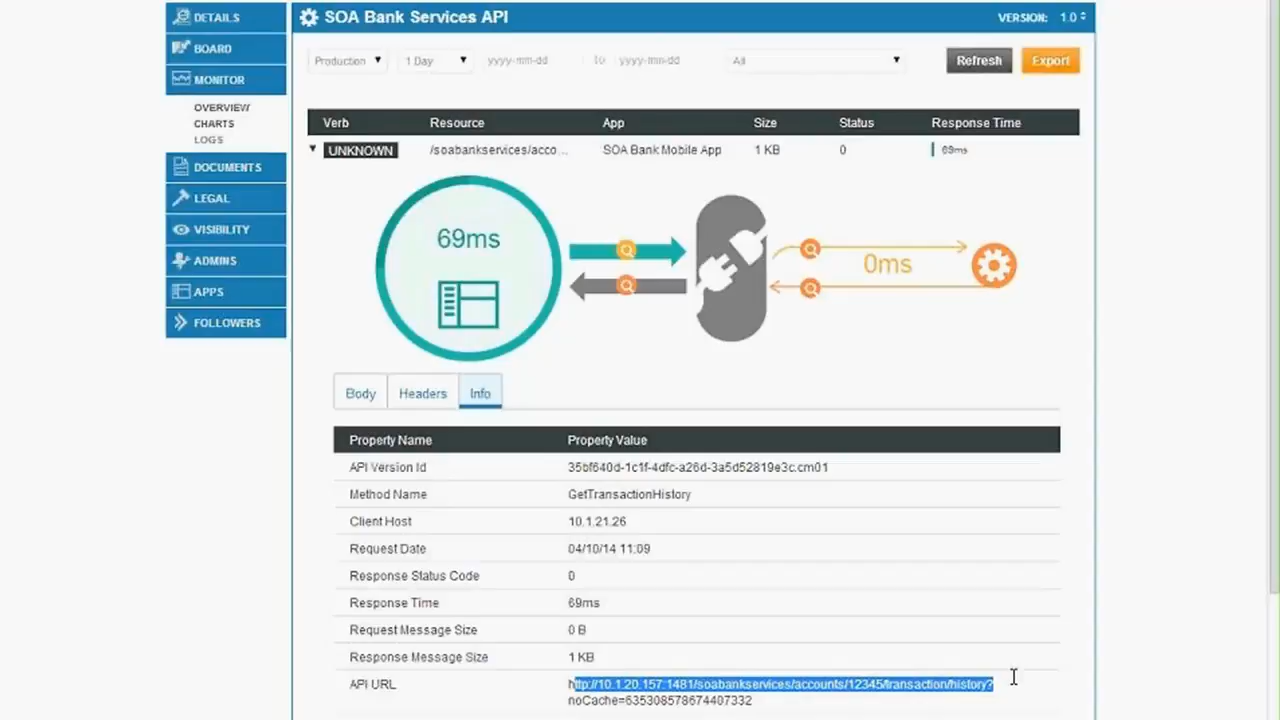 DETAILS
BOARD
MONITOR
OVERVIEW
CHARTS
LOGS
DOCUMENTS
LEGAL
VISIBILITY
ADMINS
APPS
FOLLOWERS
SOA Bank Services API
VERSION: 1.0
Production 1 Day yyyy-mm-dd to yyyy-mm-dd All Refresh Export
Verb Resource App Size Status Response Time
UNKNOWN /soabankservices/acco... SOA Bank Mobile App 1 KB 0 69ms
69ms
0ms
Body Headers Info
Property Name Property Value
API Version Id 35bf640d-1c1f-4dfc-a26d-3a5d52819e3c.cm01
Method Name GetTransactionHistory
Client Host 10.1.21.26
Request Date 04/10/14 11:09
Response Status Code 0
Response Time 69ms
Request Message Size 0 B
Response Message Size 1 KB
API URL http://10.1.20.157:1481/soabankservices/accounts/12345/transaction/history?
noCache=635308578674407332